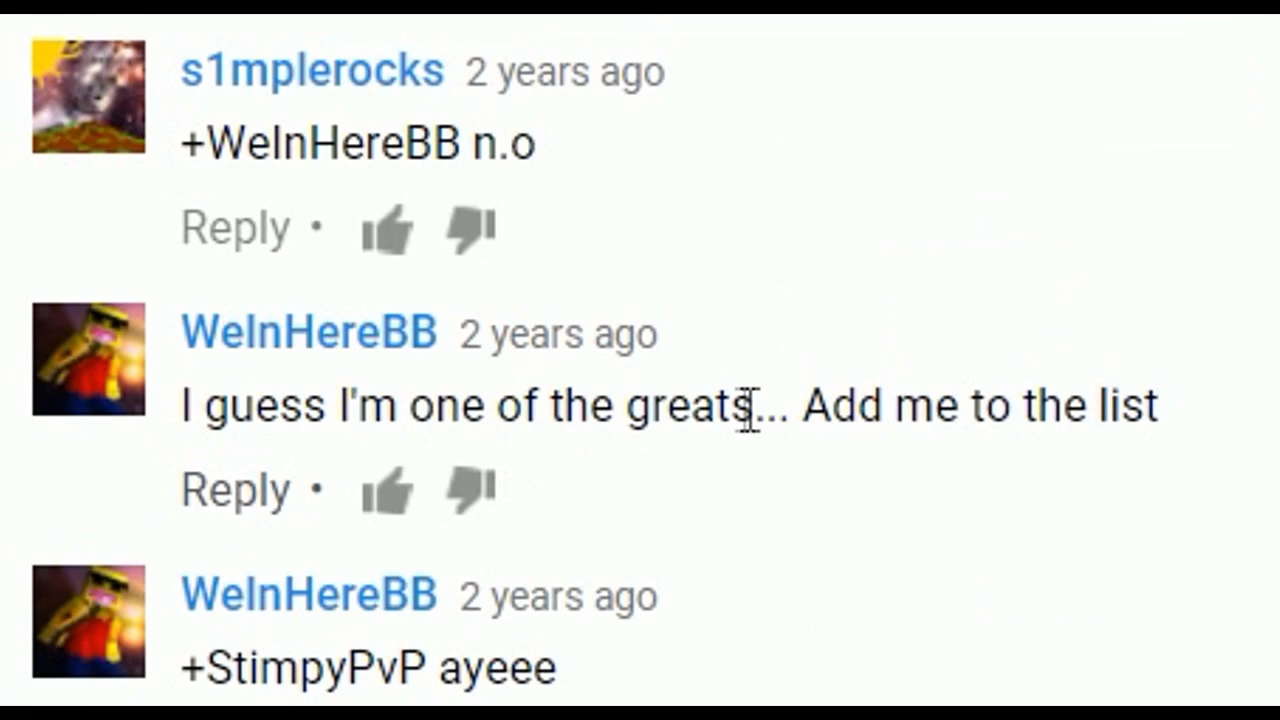 s1mplerocks 2 years ago
+WeInHereBB n.o
Reply •
WeInHereBB 2 years ago
I guess I'm one of the greats... Add me to the list
Reply •
WeInHereBB 2 years ago
+StimpyPvP ayeee